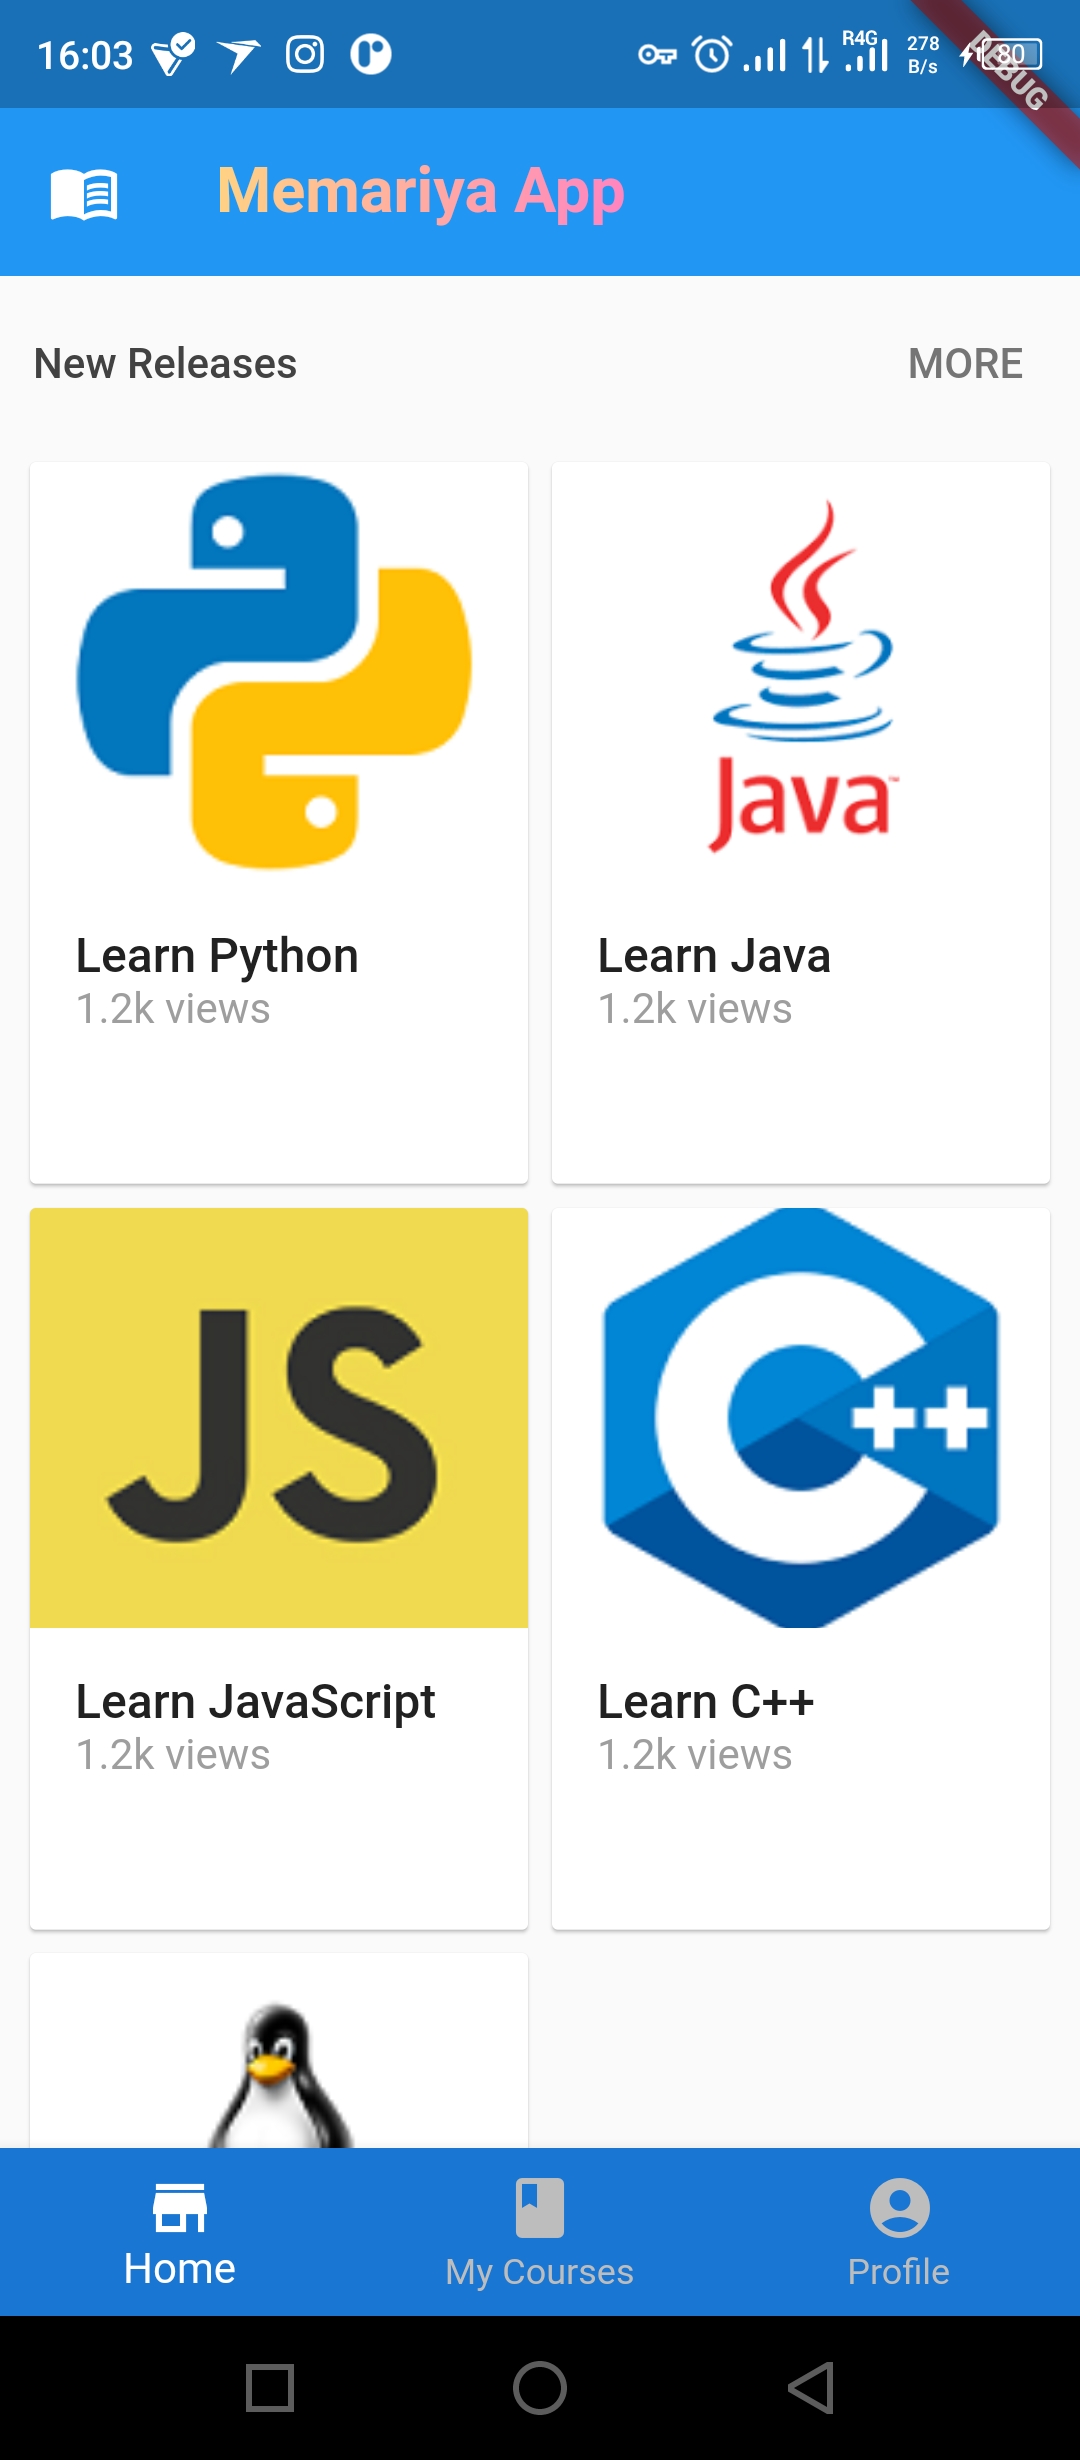 16:03 R4G 278 B/s 80
DEBUG
Memariya App
New Releases MORE
Java™
Learn Python Learn Java
1.2k views 1.2k views
JS C++
Learn JavaScript Learn C++
1.2k views 1.2k views
Home My Courses Profile